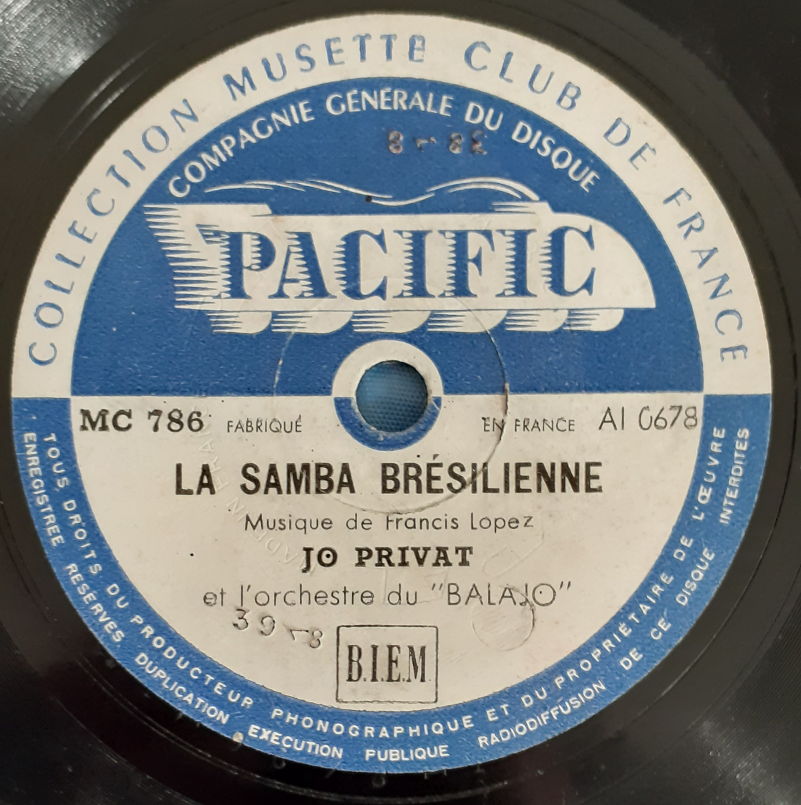 COLLECTION MUSETTE CLUB DE FRANCE
COMPAGNIE GÉNÉRALE DU DISQUE
PACIFIC
MC 786 FABRIQUÉ EN FRANCE AI 0678
LA SAMBA BRÉSILIENNE
Musique de Francis Lopez
JO PRIVAT
et l'orchestre du "BALAJO"
B.I.E.M
TOUS DROITS DU PRODUCTEUR PHONOGRAPHIQUE ET DU PROPRIÉTAIRE DE L'ŒUVRE
ENREGISTRÉE RÉSERVÉS DUPLICATION EXÉCUTION PUBLIQUE RADIODIFFUSION DE CE DISQUE INTERDITES